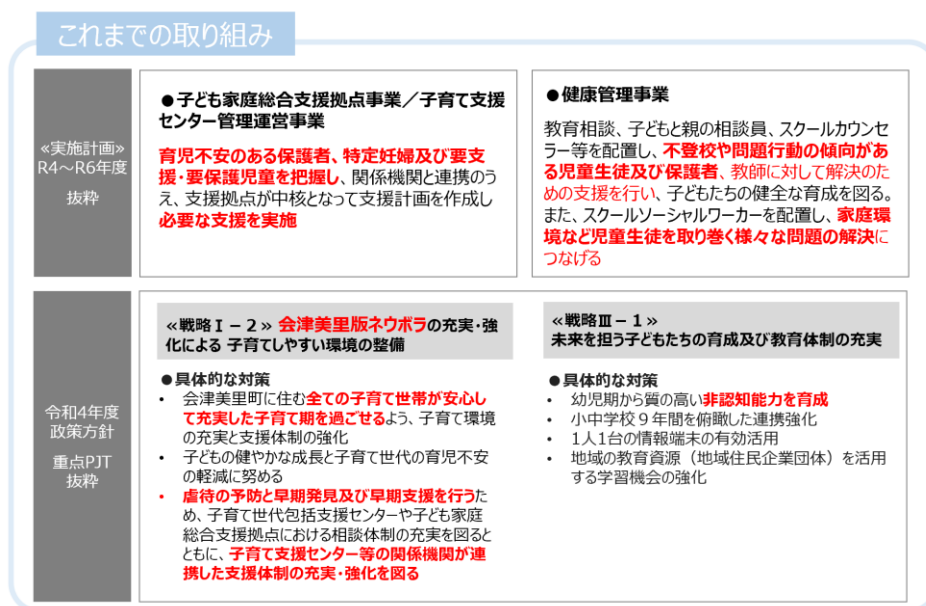 これまでの取り組み
≪実施計画≫
R4～R6年度
抜粋
●子ども家庭総合支援拠点事業／子育て支援
センター管理運営事業
育児不安のある保護者、特定妊婦及び要支
援・要保護児童を把握し、関係機関と連携のう
え、支援拠点が中核となって支援計画を作成し
必要な支援を実施
●健康管理事業
教育相談、子どもと親の相談員、スクールカウンセ
ラー等を配置し、不登校や問題行動の傾向があ
る児童生徒及び保護者、教師に対して解決のた
めの支援を行い、子どもたちの健全な育成を図る。
また、スクールソーシャルワーカーを配置し、家庭環
境など児童生徒を取り巻く様々な問題の解決に
つなげる
令和4年度
政策方針
重点PJT
抜粋
≪戦略Ⅰ－２≫ 会津美里版ネウボラの充実・強
化による 子育てしやすい環境の整備
●具体的な対策
• 会津美里町に住む全ての子育て世帯が安心し
て充実した子育て期を過ごせるよう、子育て環境
の充実と支援体制の強化
• 子どもの健やかな成長と子育て世代の育児不安
の軽減に努める
• 虐待の予防と早期発見及び早期支援を行うた
め、子育て世代包括支援センターや子ども家庭
総合支援拠点における相談体制の充実を図ると
ともに、子育て支援センター等の関係機関が連
携した支援体制の充実・強化を図る
≪戦略Ⅲ－１≫
未来を担う子どもたちの育成及び教育体制の充実
●具体的な対策
• 幼児期から質の高い非認知能力を育成
• 小中学校９年間を俯瞰した連携強化
• 1人1台の情報端末の有効活用
• 地域の教育資源（地域住民企業団体）を活用
する学習機会の強化